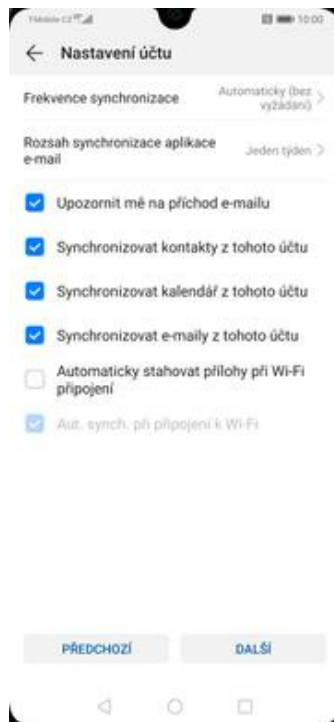 T-Mobile CZ
10:00
Nastavení účtu
Frekvence synchronizace
Automaticky (bez
vyžádání)
Rozsah synchronizace aplikace
e-mail
Jeden týden
Upozornit mě na příchod e-mailu
Synchronizovat kontakty z tohoto účtu
Synchronizovat kalendář z tohoto účtu
Synchronizovat e-maily z tohoto účtu
Automaticky stahovat přílohy při Wi-Fi
připojení
Aut. synch. při připojení k Wi-Fi
PŘEDCHOZÍ
DALŠÍ